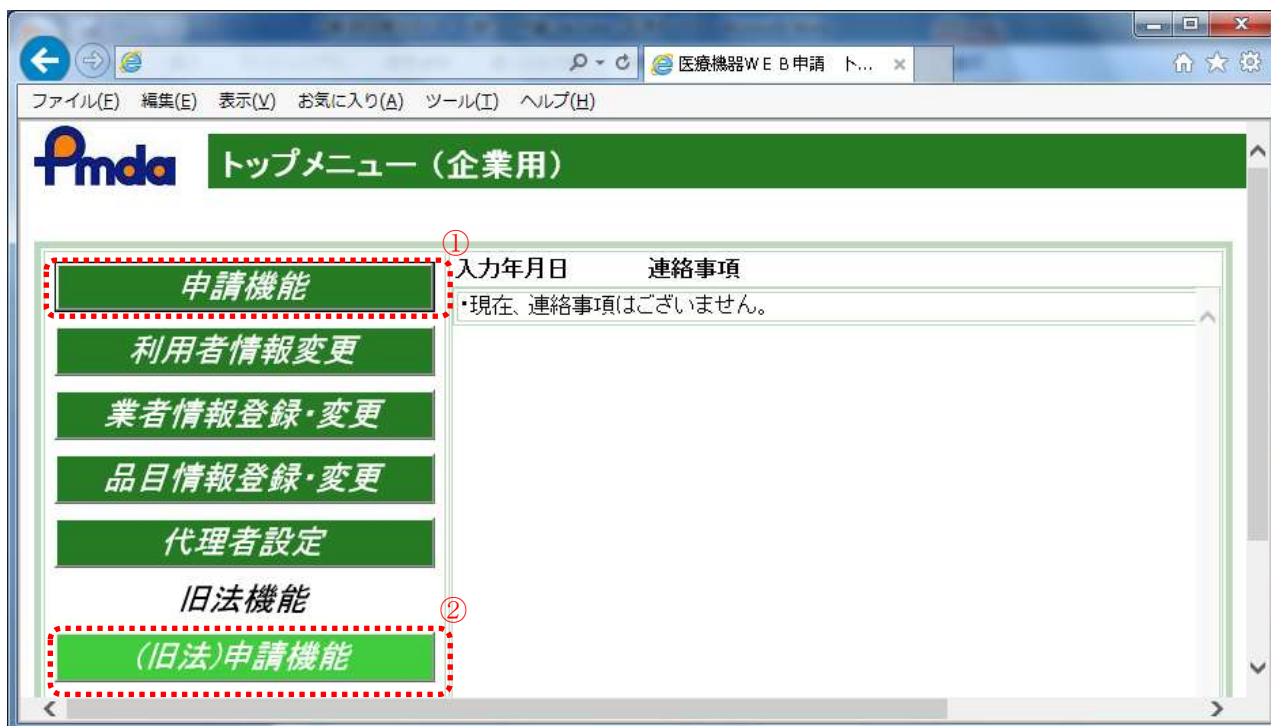 医療機器WEB申請 ト...
ファイル(F) 編集(E) 表示(V) お気に入り(A) ツール(T) ヘルプ(H)
Pmda トップメニュー（企業用）
①
申請機能
利用者情報変更
業者情報登録・変更
品目情報登録・変更
代理者設定
旧法機能
②
(旧法)申請機能
入力年月日 連絡事項
・現在、連絡事項はございません。